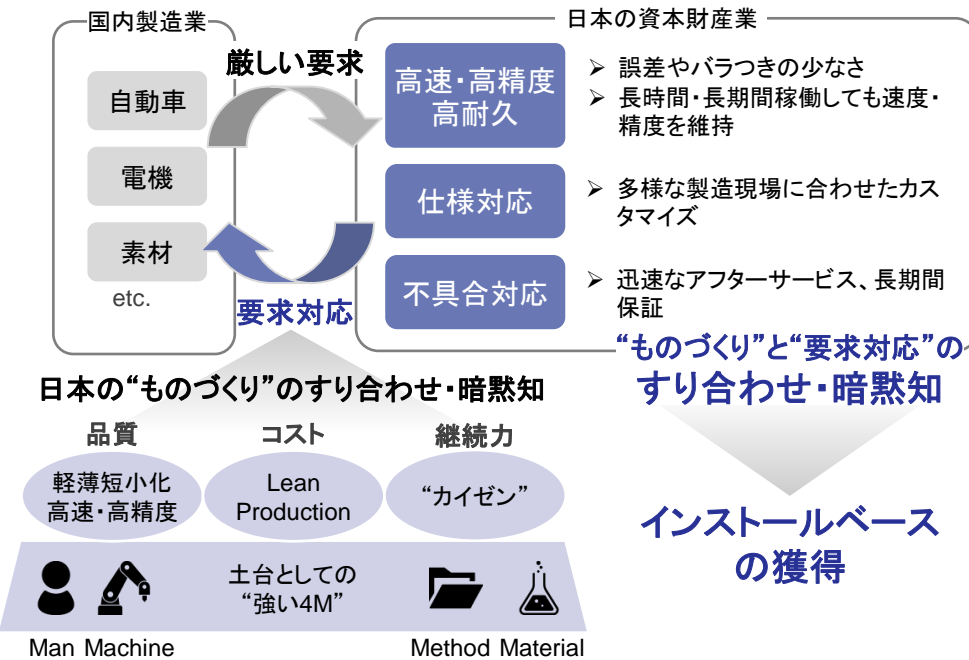 国内製造業
日本の資本財産業
厳しい要求
自動車
電機
素材
etc.
要求対応
高速・高精度
高耐久
➢ 誤差やバラつきの少なさ
➢ 長時間・長期間稼働しても速度・
精度を維持
仕様対応
➢ 多様な製造現場に合わせたカス
タマイズ
不具合対応
➢ 迅速なアフターサービス、長期間
保証
“ものづくり”と“要求対応”の
すり合わせ・暗黙知
日本の“ものづくり”のすり合わせ・暗黙知
品質
コスト
継続力
軽薄短小化
高速・高精度
Lean
Production
“カイゼン”
インストールベース
の獲得
土台としての
“強い4M”
Man Machine
Method Material